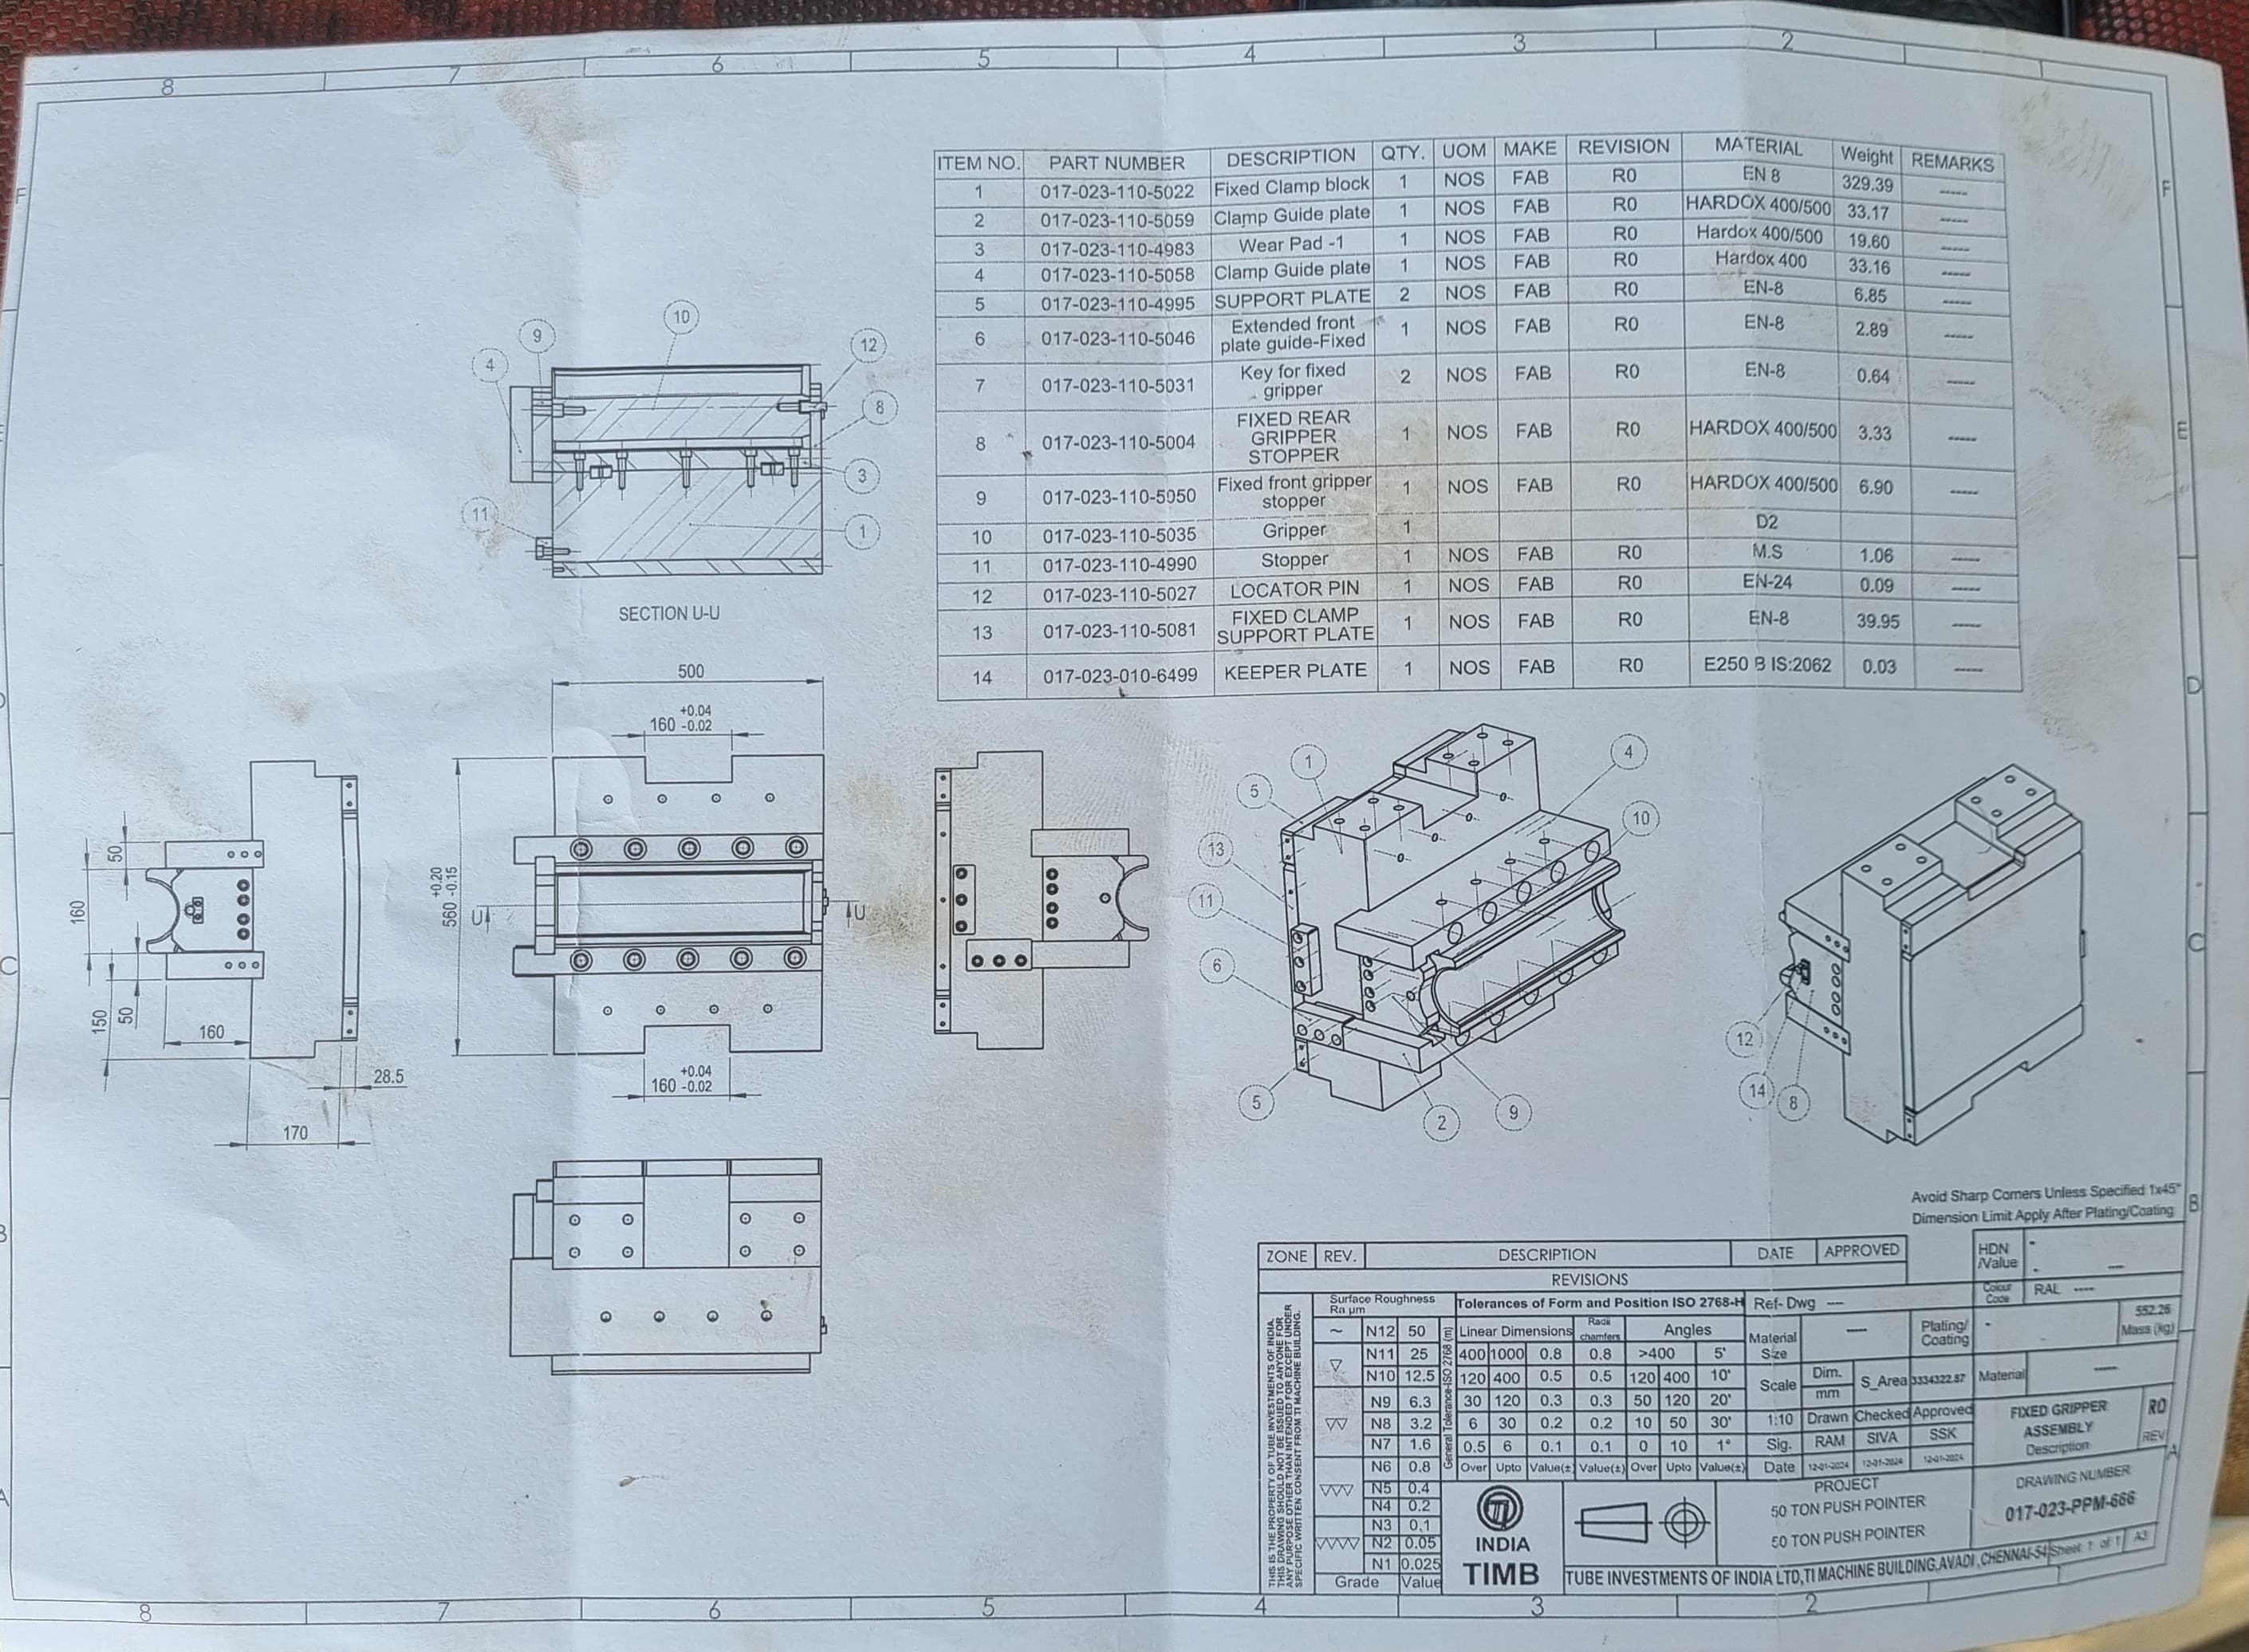 8 7 6 5 4 3 2
ITEM NO. PART NUMBER DESCRIPTION QTY. UOM MAKE REVISION MATERIAL Weight REMARKS
1 017-023-110-5022 Fixed Clamp block 1 NOS FAB R0 EN 8 329.39 -----
2 017-023-110-5059 Clamp Guide plate 1 NOS FAB R0 HARDOX 400/500 33.17 -----
3 017-023-110-4983 Wear Pad -1 1 NOS FAB R0 Hardox 400/500 19.60 -----
4 017-023-110-5058 Clamp Guide plate 1 NOS FAB R0 Hardox 400 33.16 -----
5 017-023-110-4995 SUPPORT PLATE 2 NOS FAB R0 EN-8 6.85 -----
6 017-023-110-5046 Extended front plate guide-Fixed 1 NOS FAB R0 EN-8 2.89 -----
7 017-023-110-5031 Key for fixed gripper 2 NOS FAB R0 EN-8 0.64 -----
8 017-023-110-5004 FIXED REAR GRIPPER STOPPER 1 NOS FAB R0 HARDOX 400/500 3.33 -----
9 017-023-110-5050 Fixed front gripper stopper 1 NOS FAB R0 HARDOX 400/500 6.90 -----
10 017-023-110-5035 Gripper 1 D2
11 017-023-110-4990 Stopper 1 NOS FAB R0 M.S 1.06 -----
12 017-023-110-5027 LOCATOR PIN 1 NOS FAB R0 EN-24 0.09 -----
13 017-023-110-5081 FIXED CLAMP SUPPORT PLATE 1 NOS FAB R0 EN-8 39.95 -----
14 017-023-010-6499 KEEPER PLATE 1 NOS FAB R0 E250 B IS:2062 0.03 -----
F F
E
D
C C
B
A
10
9
4
12
8
3
11
1
SECTION U-U
500
160 +0.04 -0.02
560 +0.20 -0.15
U U
160 +0.04 -0.02
50
160
50
150
160
28.5
170
1
5
4
10
13
11
6
5
2
9
12
14
8
Avoid Sharp Corners Unless Specified 1x45°
Dimension Limit Apply After Plating/Coating
ZONE REV. DESCRIPTION DATE APPROVED
REVISIONS
HDN /Value - - ---
Colour Code RAL ----
THIS IS THE PROPERTY OF TUBE INVESTMENTS OF INDIA.
THIS DRAWING SHOULD NOT BE ISSUED TO ANYONE FOR
ANY PURPOSE OTHER THAN INTENDED FOR EXCEPT UNDER
SPECIFIC WRITTEN CONSENT FROM TI MACHINE BUILDING.
Surface Roughness Ra µm
~ N12 50
N11 25
N10 12.5
N9 6.3
N8 3.2
N7 1.6
N6 0.8
N5 0.4
N4 0.2
N3 0.1
N2 0.05
N1 0.025
Grade Value
General Tolerance-ISO 2768 (m)
Tolerances of Form and Position ISO 2768-H
Linear Dimensions Radii chamfers Angles
400 1000 0.8 0.8 >400 5'
120 400 0.5 0.5 120 400 10'
30 120 0.3 0.3 50 120 20'
6 30 0.2 0.2 10 50 30'
0.5 6 0.1 0.1 0 10 1°
Over Upto Value(±) Value(±) Over Upto Value(±)
Ref- Dwg ---
Material Size ---- Plating/ Coating - 552.26 Mass (kg)
Scale Dim. mm S_Area 3334322.87 Material ----
1:10 Drawn Checked Approved
Sig. RAM SIVA SSK
Date 12-01-2024 12-01-2024 12-01-2024
FIXED GRIPPER ASSEMBLY
Description
R0
REV
PROJECT
50 TON PUSH POINTER
50 TON PUSH POINTER
DRAWING NUMBER
017-023-PPM-666
TI
INDIA
TIMB
TUBE INVESTMENTS OF INDIA LTD,TI MACHINE BUILDING,AVADI ,CHENNAI-54 Sheet: 1 of 1 A3
8 7 6 5 4 3 2